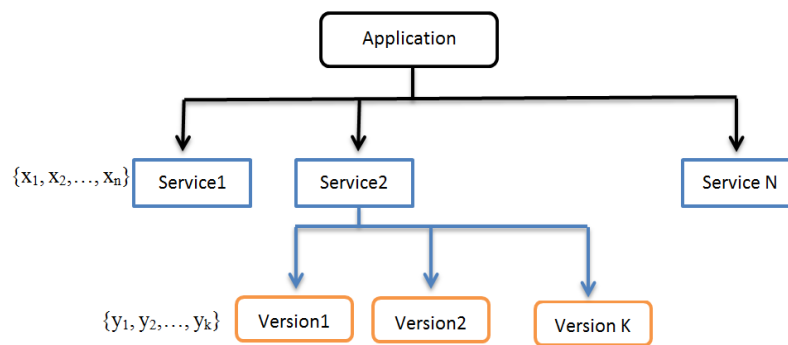 Application
{x₁, x₂,..., xₙ} Service1 Service2 Service N
{y₁, y₂,..., yₖ} Version1 Version2 Version K